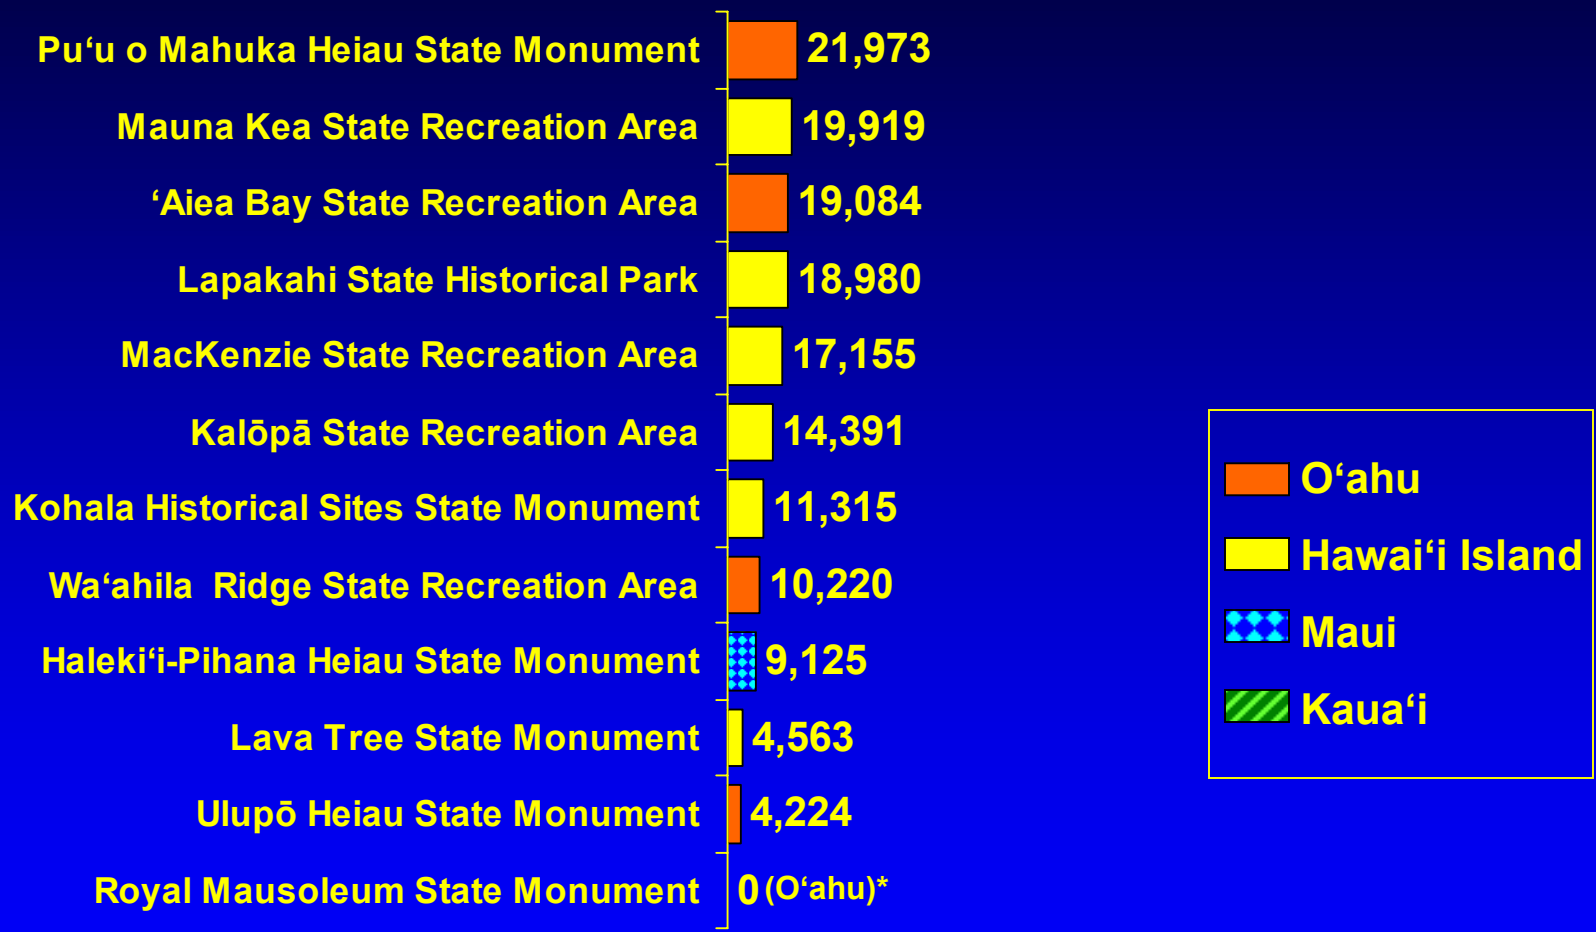 Pu‘u o Mahuka Heiau State Monument 21,973
Mauna Kea State Recreation Area 19,919
‘Aiea Bay State Recreation Area 19,084
Lapakahi State Historical Park 18,980
MacKenzie State Recreation Area 17,155
Kalōpā State Recreation Area 14,391
Kohala Historical Sites State Monument 11,315
Wa‘ahila Ridge State Recreation Area 10,220
Haleki‘i-Pihana Heiau State Monument 9,125
Lava Tree State Monument 4,563
Ulupō Heiau State Monument 4,224
Royal Mausoleum State Monument 0 (O‘ahu)*
O‘ahu
Hawai‘i Island
Maui
Kaua‘i